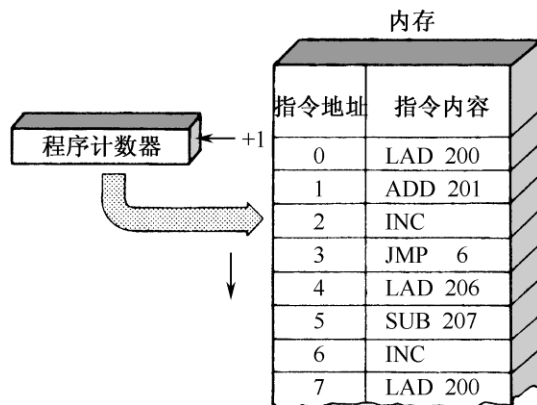 内存
指令地址 指令内容
程序计数器 +1
0 LAD 200
1 ADD 201
2 INC
3 JMP 6
4 LAD 206
5 SUB 207
6 INC
7 LAD 200